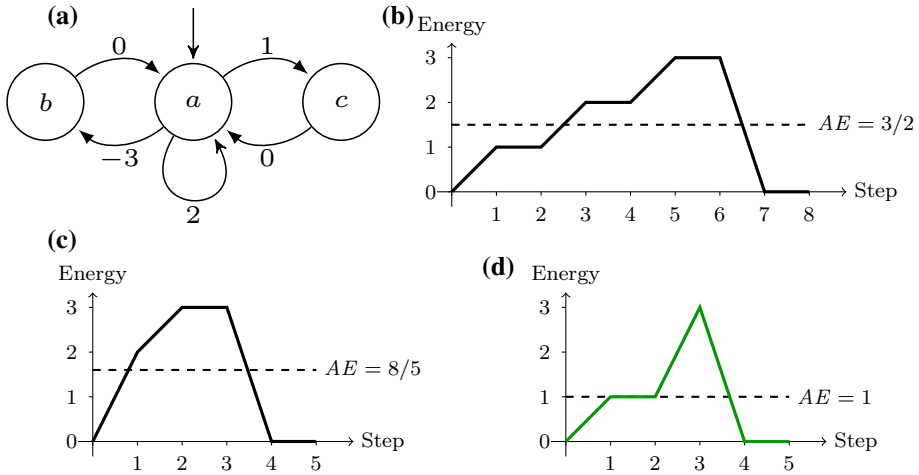 (a)
0
1
b
a
c
−3
0
2
(b)
Energy
3
2
1
0
AE = 3/2
Step
1 2 3 4 5 6 7 8
(c)
Energy
3
2
1
0
AE = 8/5
Step
1 2 3 4 5
(d)
Energy
3
2
1
0
AE = 1
Step
1 2 3 4 5